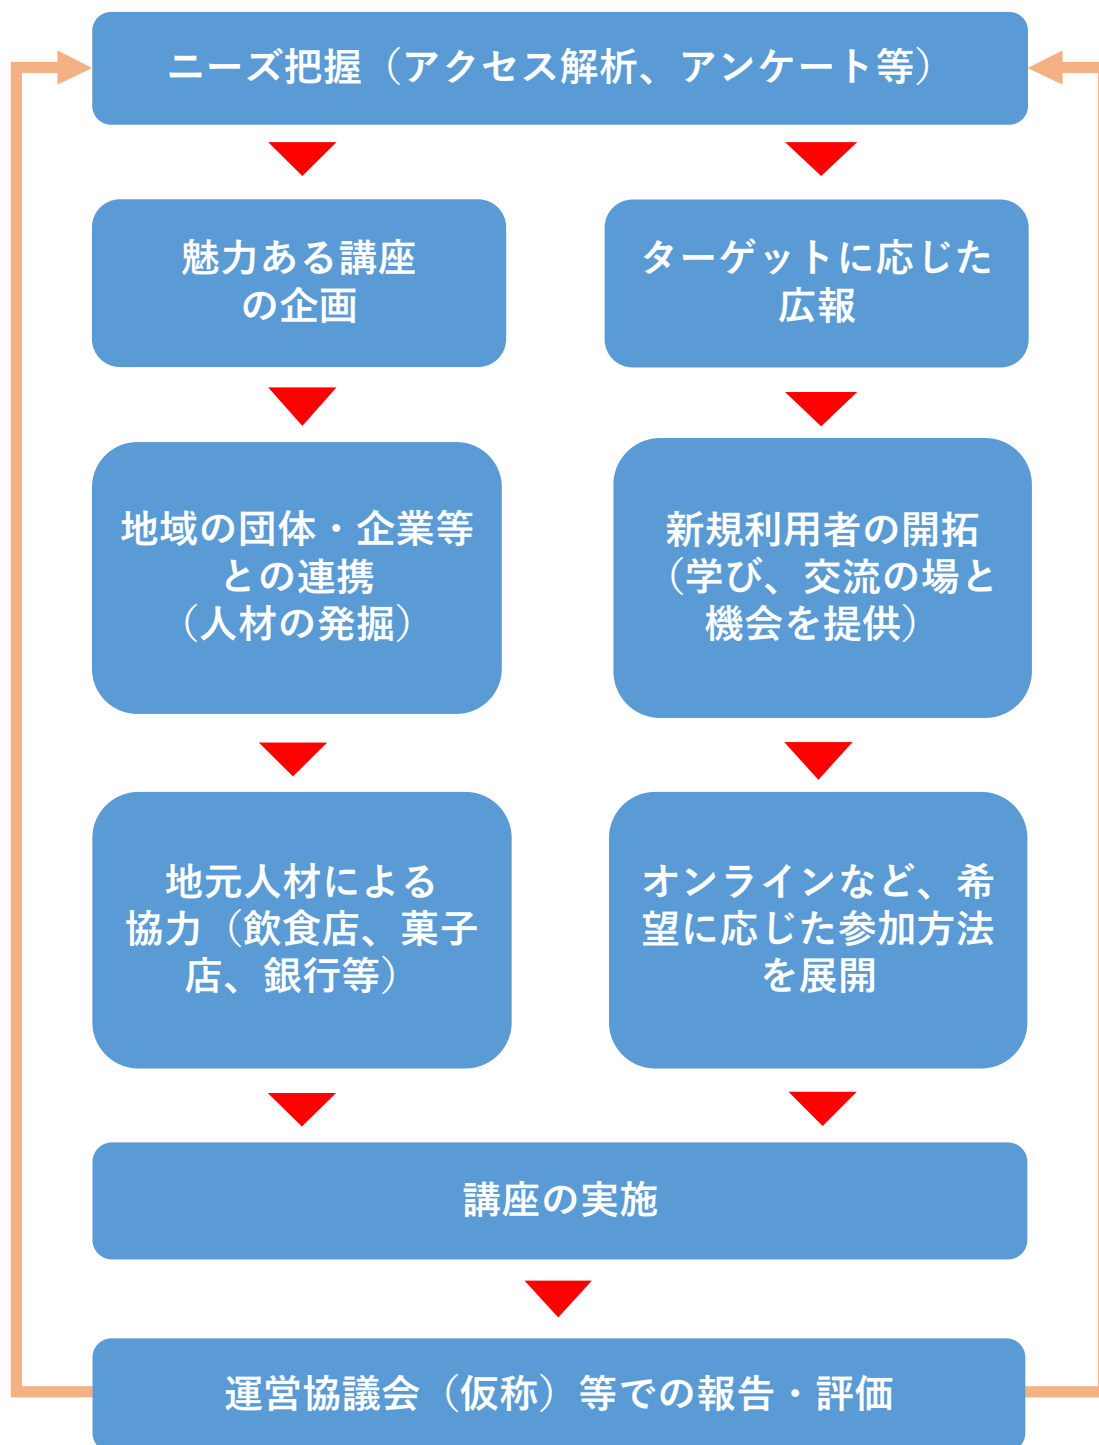 ニーズ把握（アクセス解析、アンケート等）
魅力ある講座
の企画
ターゲットに応じた
広報
地域の団体・企業等
との連携
（人材の発掘）
新規利用者の開拓
（学び、交流の場と
機会を提供）
地元人材による
協力（飲食店、菓子
店、銀行等）
オンラインなど、希
望に応じた参加方法
を展開
講座の実施
運営協議会（仮称）等での報告・評価